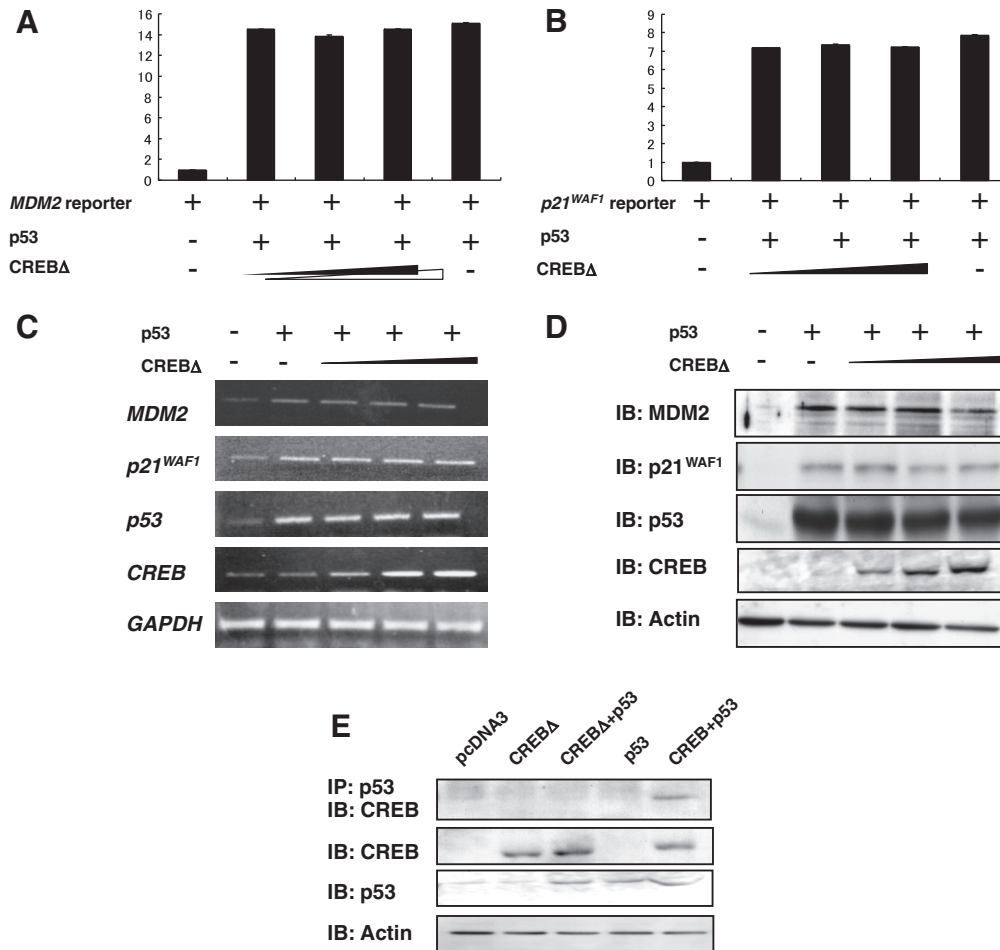 A
16
14
12
10
8
6
4
2
0
MDM2 reporter + + + + +
p53 - + + + +
CREBΔ - -
B
9
8
7
6
5
4
3
2
1
0
p21WAF1 reporter + + + + +
p53 - + + + +
CREBΔ - -
C
p53 - + + + +
CREBΔ - -
MDM2
p21WAF1
p53
CREB
GAPDH
D
p53 - + + + +
CREBΔ - -
IB: MDM2
IB: p21WAF1
IB: p53
IB: CREB
IB: Actin
E
pcDNA3 CREBΔ CREBΔ+p53 p53 CREB+p53
IP: p53
IB: CREB
IB: CREB
IB: p53
IB: Actin